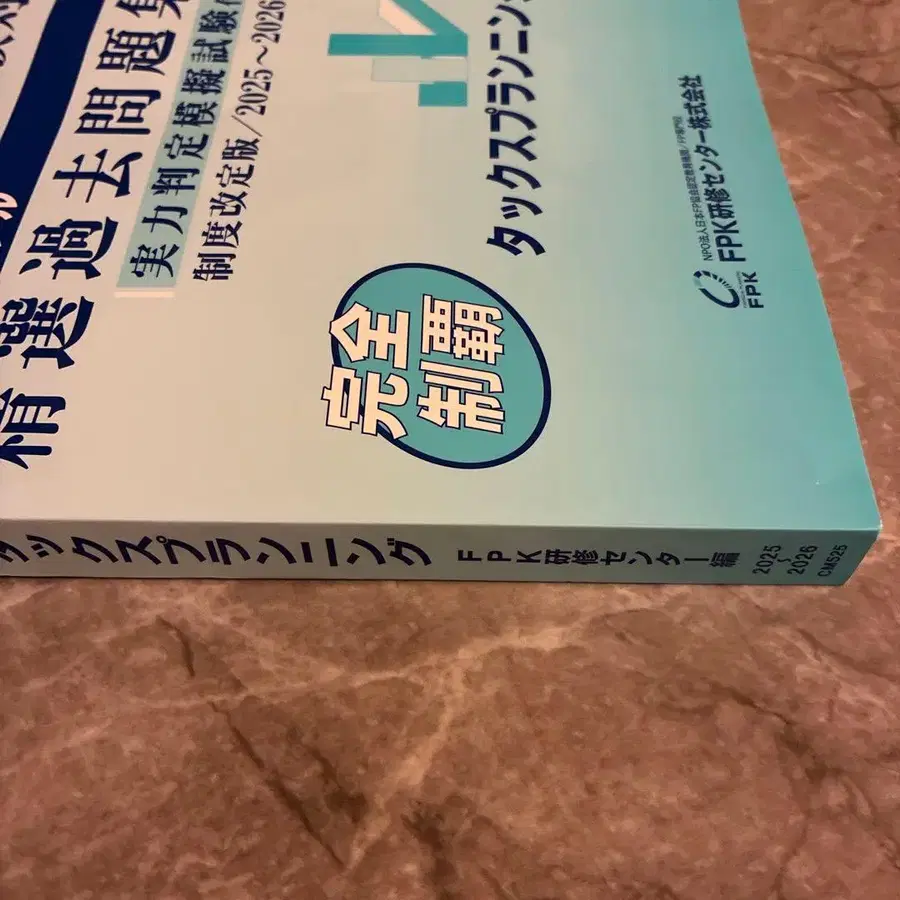 精選過去問題集
実力判定模擬試験
制度改定版/2025~2026
タックスプランニング
完全
制覇
NPO法人日本FP協会認定教育機関/FP専門校
FPK研修センター株式会社
FPK
タックスプランニング FPK研修センター編 2025~2026 CMS25